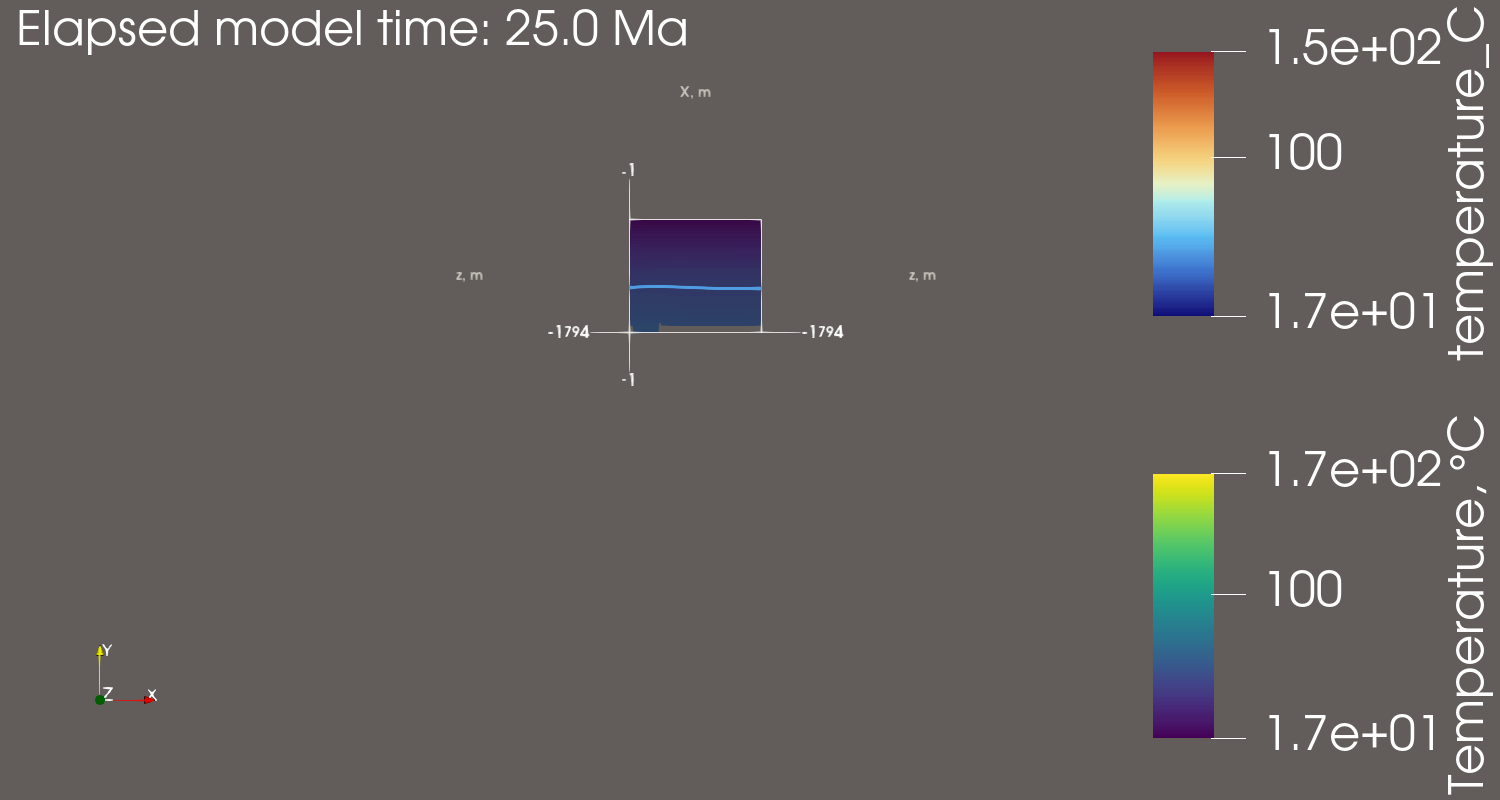 Elapsed model time: 25.0 Ma
X, m
-1
z, m
z, m
-1794
-1794
-1
1.5e+02
100
1.7e+01
temperature_C
1.7e+02
100
1.7e+01
Temperature, °C
Y
Z
X